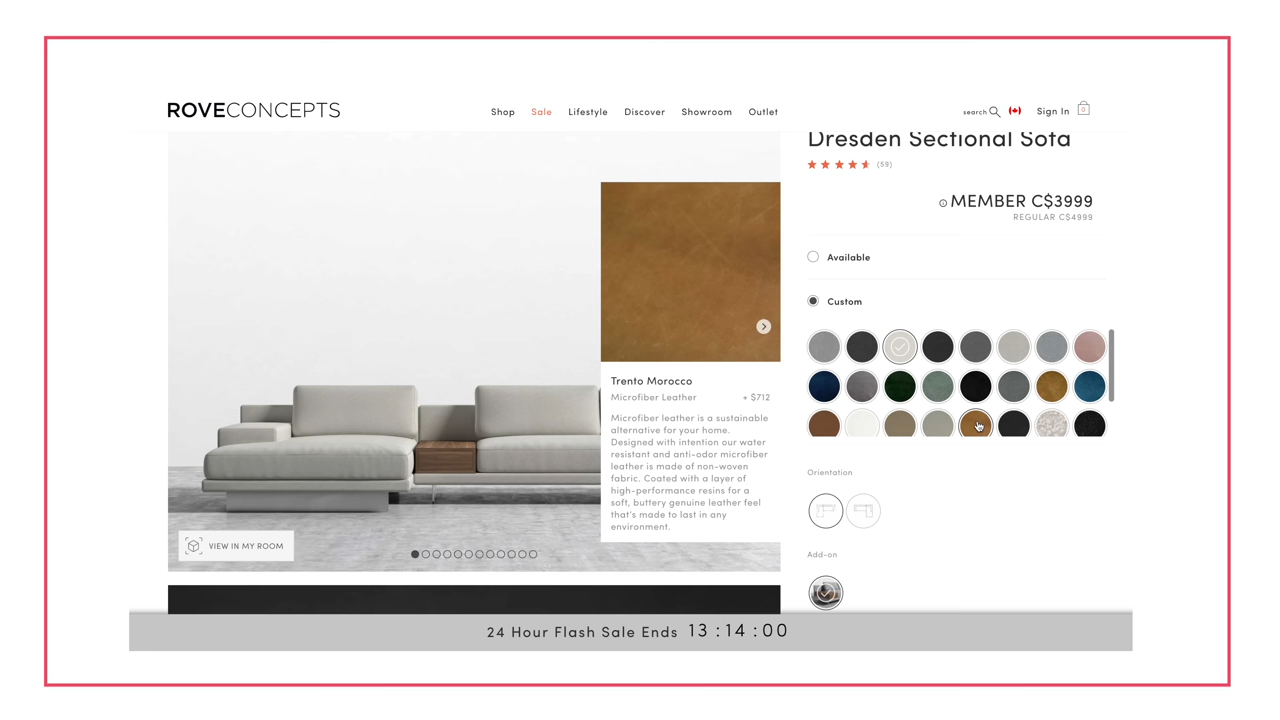 ROVECONCEPTS
Shop Sale Lifestyle Discover Showroom Outlet
search Sign In 0
Dresden Sectional Sofa
(59)
MEMBER C$3999
REGULAR C$4999
Available
Custom
Trento Morocco
Microfiber Leather + $712
Microfiber leather is a sustainable
alternative for your home.
Designed with intention our water
resistant and anti-odor microfiber
leather is made of non-woven
fabric. Coated with a layer of
high-performance resins for a
soft, buttery genuine leather feel
that's made to last in any
environment.
Orientation
Add-on
VIEW IN MY ROOM
24 Hour Flash Sale Ends 13 : 14 : 00